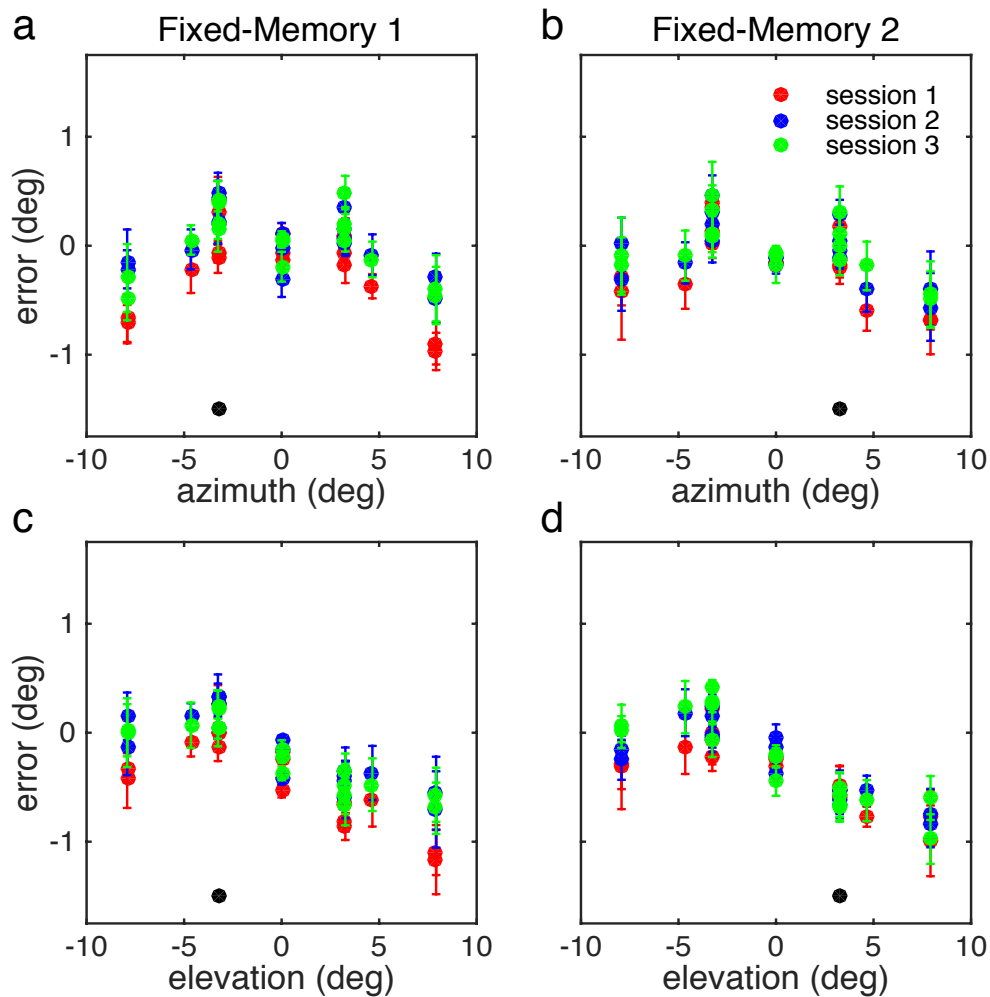 a
Fixed-Memory 1
b
Fixed-Memory 2
session 1
session 2
session 3
1
0
-1
error (deg)
-10 -5 0 5 10
azimuth (deg)
-10 -5 0 5 10
azimuth (deg)
c
d
1
0
-1
error (deg)
-10 -5 0 5 10
elevation (deg)
-10 -5 0 5 10
elevation (deg)